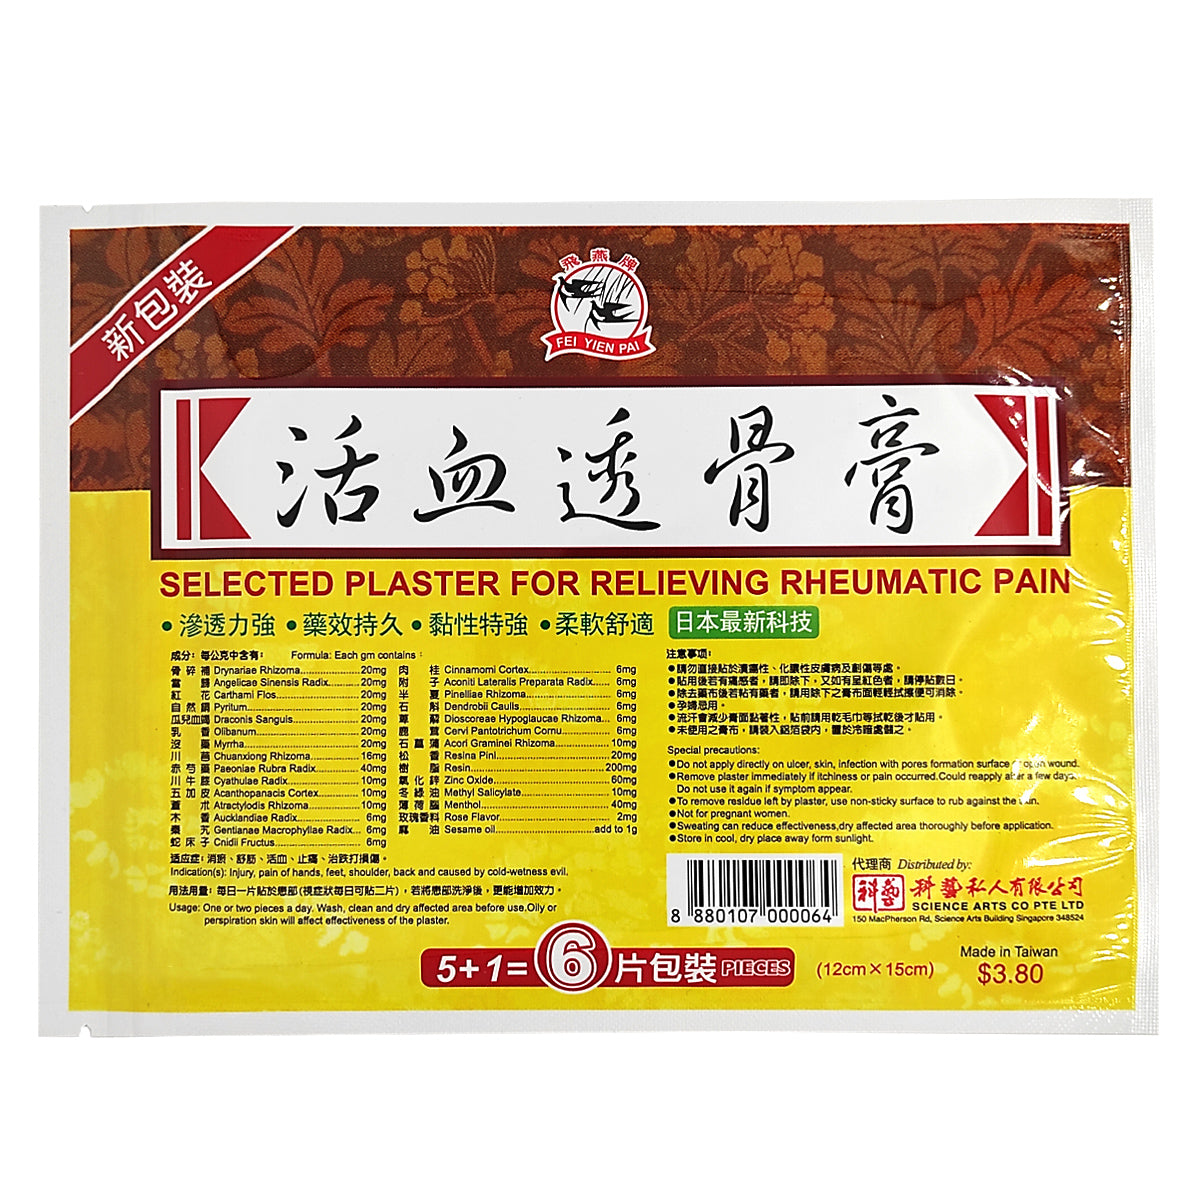 新包裝
飛燕牌
FEI YIEN PAI
活血透骨膏
SELECTED PLASTER FOR RELIEVING RHEUMATIC PAIN
•滲透力強 •藥效持久 •黏性特強 •柔軟舒適 日本最新科技
成分：每公克中含有： Formula: Each gm contains :
骨碎補 Drynariae Rhizoma 20mg
當歸 Angelicae Sinensis Radix 20mg
紅花 Carthami Flos 20mg
自然銅 Pyritum 20mg
瓜兒血竭 Draconis Sanguis 20mg
乳香 Olibanum 20mg
沒藥 Myrrha 20mg
川芎 Chuanxiong Rhizoma 16mg
赤芍藥 Paeoniae Rubra Radix 40mg
川牛膝 Cyathulae Radix 10mg
五加皮 Acanthopanacis Cortex 10mg
蒼朮 Atractylodis Rhizoma 10mg
木香 Aucklandiae Radix 6mg
秦艽 Gentianae Macrophyllae Radix 6mg
蛇床子 Cnidii Fructus 6mg
肉桂 Cinnamomi Cortex 6mg
附子 Aconiti Lateralis Preparata Radix 6mg
半夏 Pinelliae Rhizoma 6mg
石斛 Dendrobii Caulls 6mg
萆薢 Dioscoreae Hypoglaucae Rhizoma 6mg
鹿茸 Cervi Pantotrichum Cornu 6mg
石菖蒲 Acori Graminei Rhizoma 10mg
松香 Resina Pini 200mg
樹脂 Resin 200mg
氧化鋅 Zinc Oxide 60mg
冬綠油 Methyl Salicylate 10mg
薄荷腦 Menthol 40mg
玫瑰香料 Rose Flavor 2mg
麻油 Sesame oil add to 1g
适应症：消瘀、舒筋、活血、止痛、治跌打損傷。
Indication(s): Injury, pain of hands, feet, shoulder, back and caused by cold-wetness evil.
用法用量：每日一片貼於患部（視症狀每日可貼二片），若將患部洗淨後，更能增加效力。
Usage: One or two pieces a day. Wash, clean and dry affected area before use,Oily or
perspiration skin will affect effectiveness of the plaster.
注意事項：
●請勿直接貼於潰瘍性、化膿性皮膚病及創傷等處。
●貼用後若有癢感者，請即除下，又如有呈紅色者，請停貼數日。
●除去藥布後若粘有藥者，請用除下之膏布面輕輕拭擦便可消除。
●孕婦忌用。
●流汗會減少膏面黏著性，貼前請用乾毛巾等拭乾後才貼用。
●未使用之膏布，請裝入鋁箔袋內，置於冷暗處儲之。
Special precautions:
●Do not apply directly on ulcer, skin, infection with pores formation surface wound.
●Remove plaster immediately if itchiness or pain occurred.Could reapply after a few days.
Do not use it again if symptom appear.
●To remove residue left by plaster, use non-sticky surface to rub against the
●Not for pregnant women.
●Sweating can reduce effectiveness,dry affected area thoroughly before application.
●Store in cool, dry place away form sunlight.
8 880107 000064
代理商 Distributed by:
科藝 科藝私人有限公司
SCIENCE ARTS CO PTE LTD
150 MacPherson Rd, Science Arts Building Singapore 348524
5+1=6片包裝 PIECES
(12cm×15cm)
Made in Taiwan
$3.80